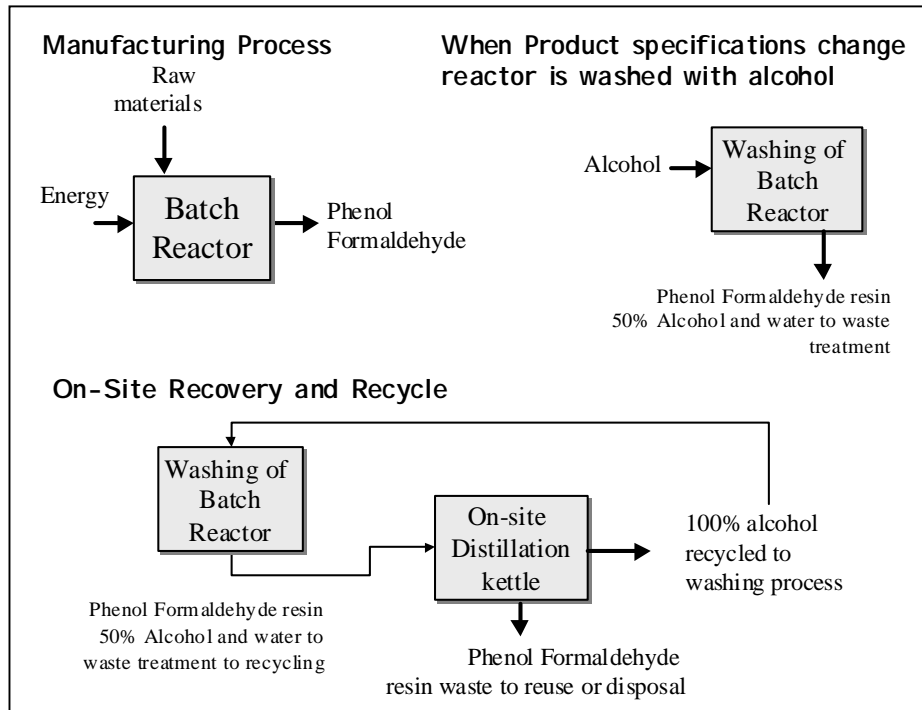 Manufacturing Process
Raw
materials
Energy
Batch
Reactor
Phenol
Formaldehyde
When Product specifications change
reactor is washed with alcohol
Alcohol
Washing of
Batch
Reactor
Phenol Formaldehyde resin
50% Alcohol and water to waste
treatment
On-Site Recovery and Recycle
Washing of
Batch
Reactor
Phenol Formaldehyde resin
50% Alcohol and water to
waste treatment to recycling
On-site
Distillation
kettle
Phenol Formaldehyde
resin waste to reuse or disposal
100% alcohol
recycled to
washing process